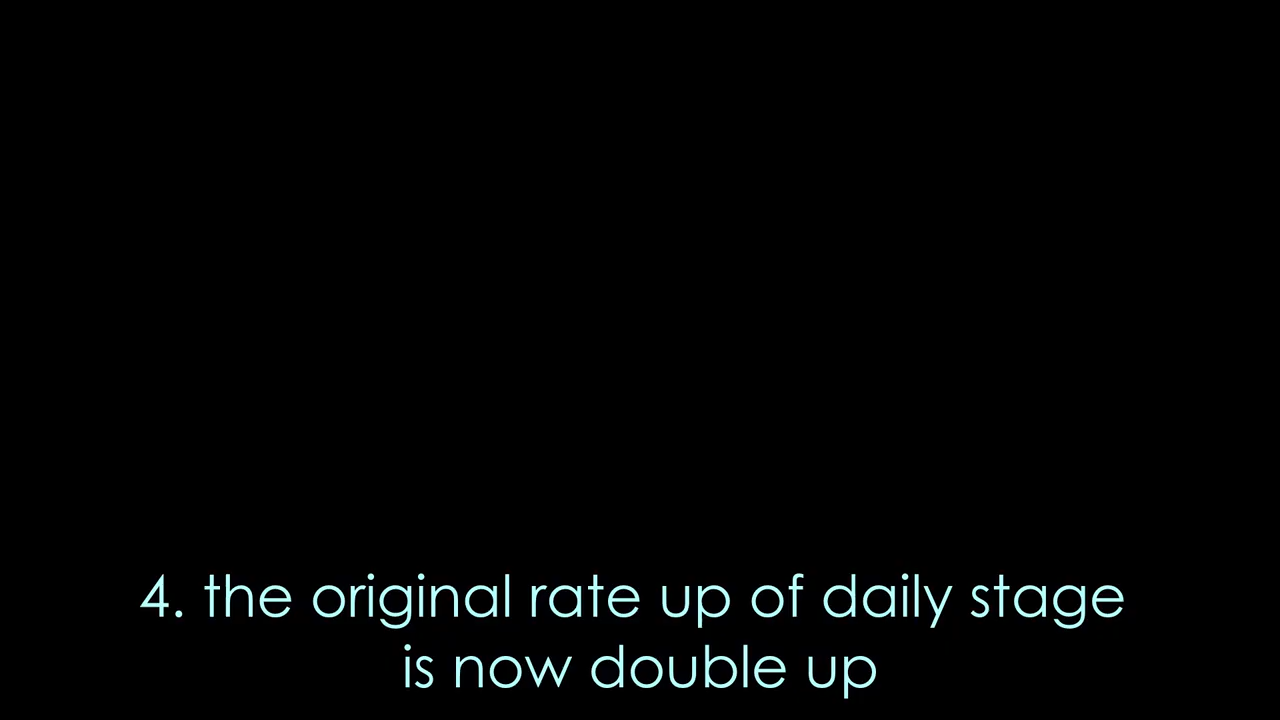 4. the original rate up of daily stage
is now double up